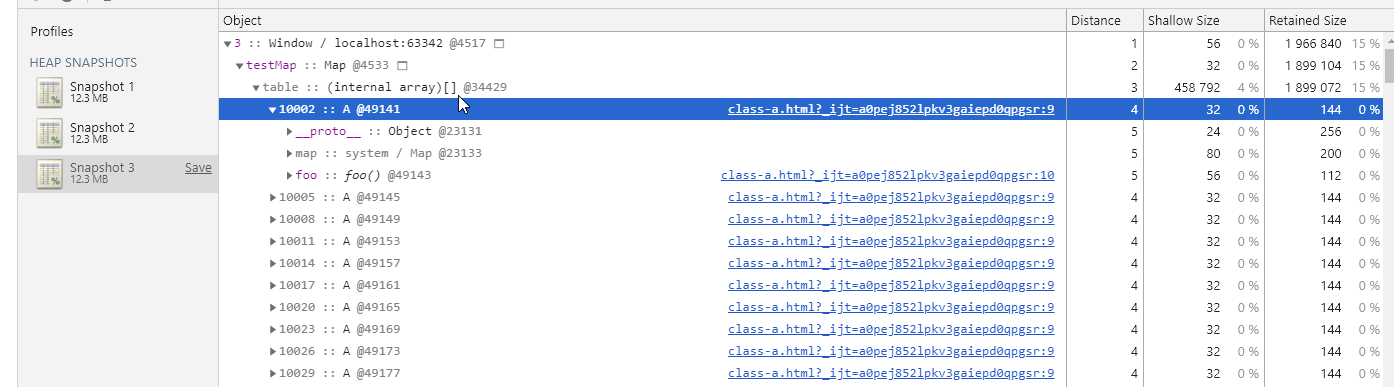 Profiles
HEAP SNAPSHOTS
Snapshot 1
12.3 MB
Snapshot 2
12.3 MB
Snapshot 3 Save
12.3 MB
Object Distance Shallow Size Retained Size
3 :: Window / localhost:63342 @4517 1 56 0 % 1 966 840 15 %
testMap :: Map @4533 2 32 0 % 1 899 104 15 %
table :: (internal array)[] @34429 3 458 792 4 % 1 899 072 15 %
10002 :: A @49141 class-a.html?_ijt=a0pej852lpkv3gaiepd0qpgsr:9 4 32 0 % 144 0 %
__proto__ :: Object @23131 5 24 0 % 256 0 %
map :: system / Map @23133 5 80 0 % 200 0 %
foo :: foo() @49143 class-a.html?_ijt=a0pej852lpkv3gaiepd0qpgsr:10 5 56 0 % 112 0 %
10005 :: A @49145 class-a.html?_ijt=a0pej852lpkv3gaiepd0qpgsr:9 4 32 0 % 144 0 %
10008 :: A @49149 class-a.html?_ijt=a0pej852lpkv3gaiepd0qpgsr:9 4 32 0 % 144 0 %
10011 :: A @49153 class-a.html?_ijt=a0pej852lpkv3gaiepd0qpgsr:9 4 32 0 % 144 0 %
10014 :: A @49157 class-a.html?_ijt=a0pej852lpkv3gaiepd0qpgsr:9 4 32 0 % 144 0 %
10017 :: A @49161 class-a.html?_ijt=a0pej852lpkv3gaiepd0qpgsr:9 4 32 0 % 144 0 %
10020 :: A @49165 class-a.html?_ijt=a0pej852lpkv3gaiepd0qpgsr:9 4 32 0 % 144 0 %
10023 :: A @49169 class-a.html?_ijt=a0pej852lpkv3gaiepd0qpgsr:9 4 32 0 % 144 0 %
10026 :: A @49173 class-a.html?_ijt=a0pej852lpkv3gaiepd0qpgsr:9 4 32 0 % 144 0 %
10029 :: A @49177 class-a.html?_ijt=a0pej852lpkv3gaiepd0qpgsr:9 4 32 0 % 144 0 %